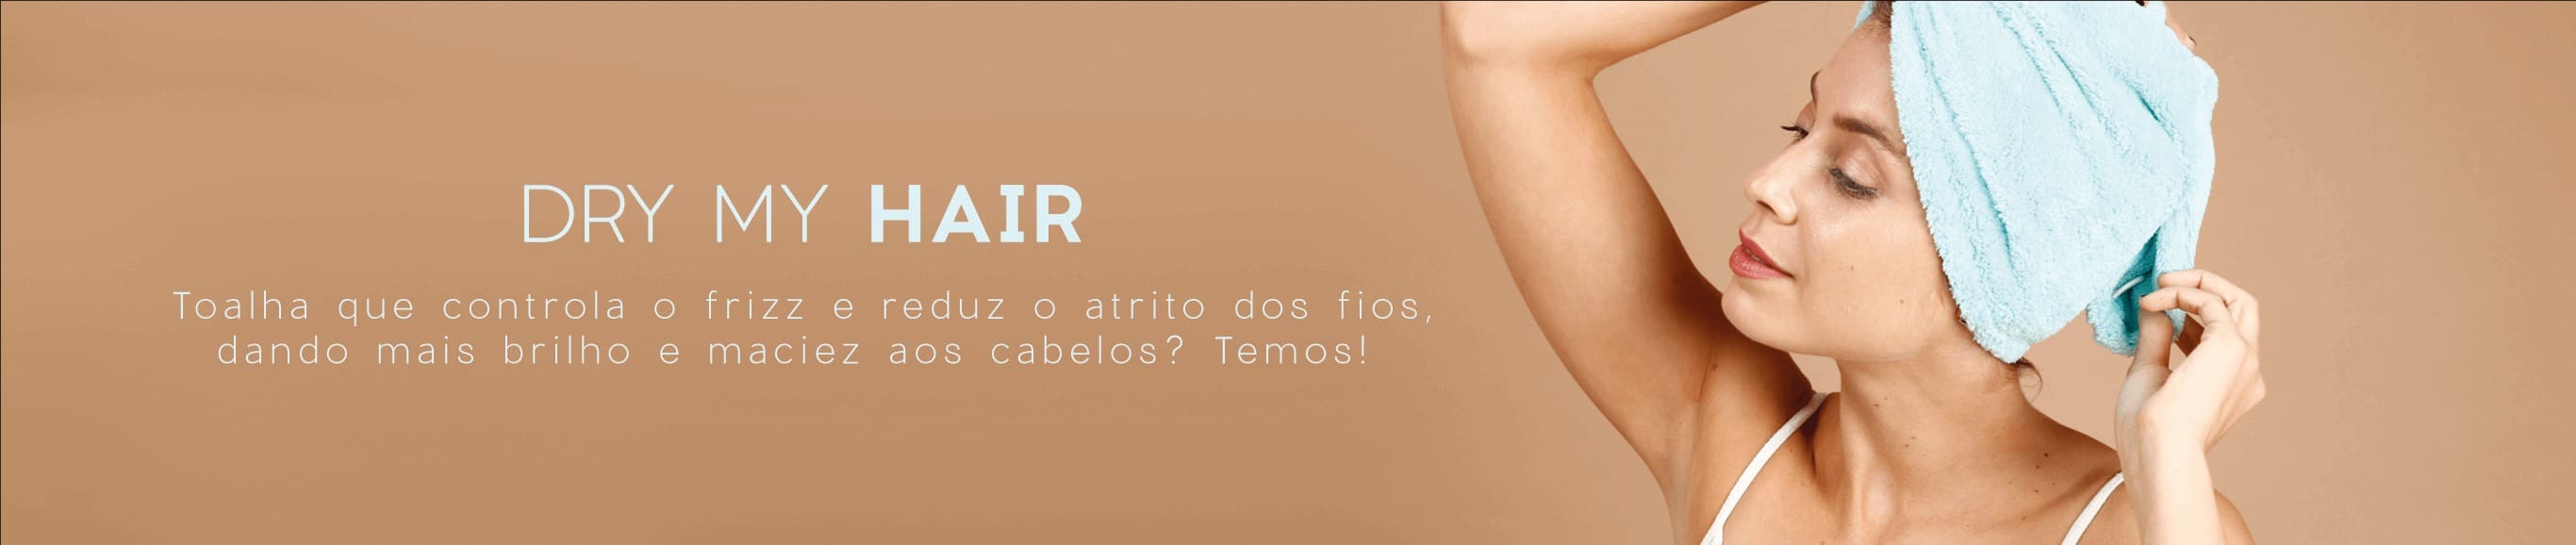 DRY MY HAIR
Toalha que controla o frizz e reduz o atrito dos fios,
dando mais brilho e maciez aos cabelos? Temos!